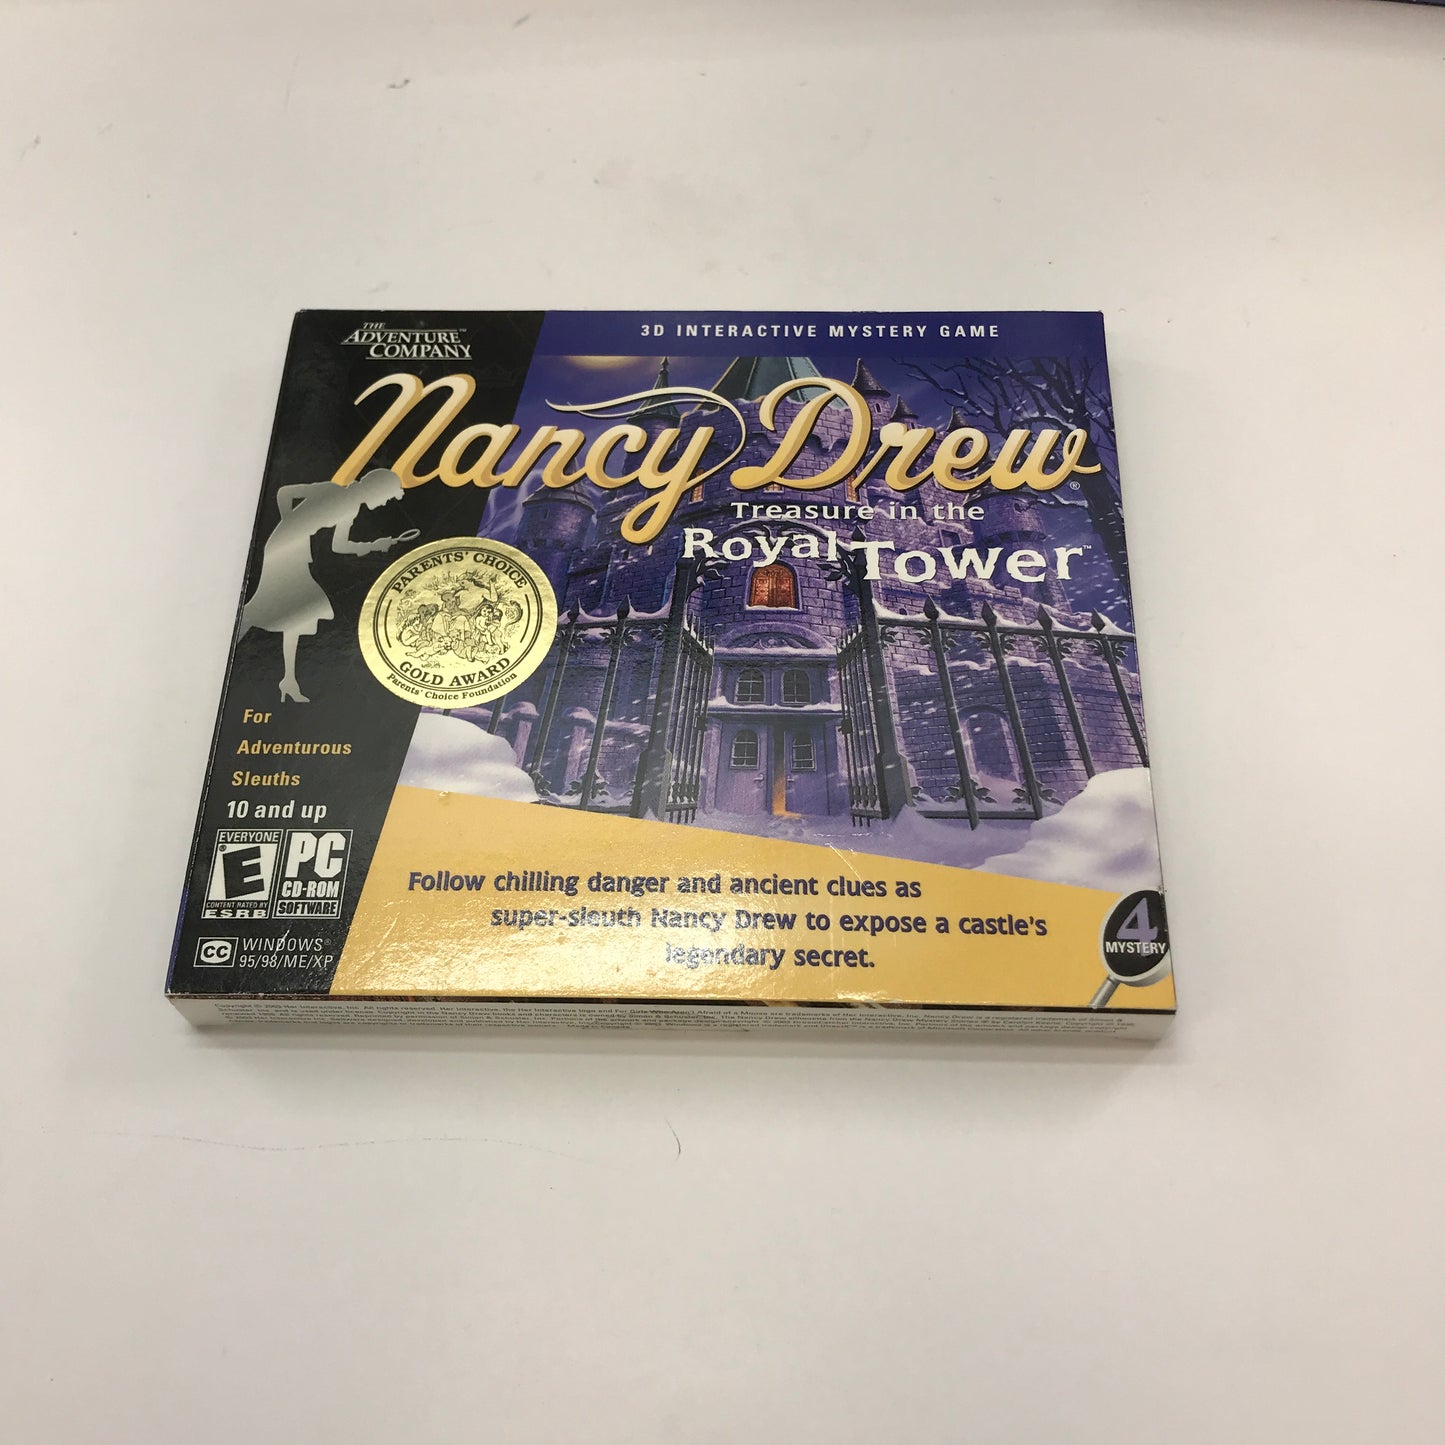 THE
ADVENTURE
COMPANY™
3D INTERACTIVE MYSTERY GAME
Nancy Drew®
Treasure in the
Royal Tower™
PARENTS' CHOICE
GOLD AWARD
Parents' Choice Foundation
For
Adventurous
Sleuths
10 and up
EVERYONE
E
CONTENT RATED BY
ESRB
PC
CD-ROM
SOFTWARE
CC
WINDOWS®
95/98/ME/XP
Follow chilling danger and ancient clues as
super-sleuth Nancy Drew to expose a castle's
legendary secret.
4
MYSTERY